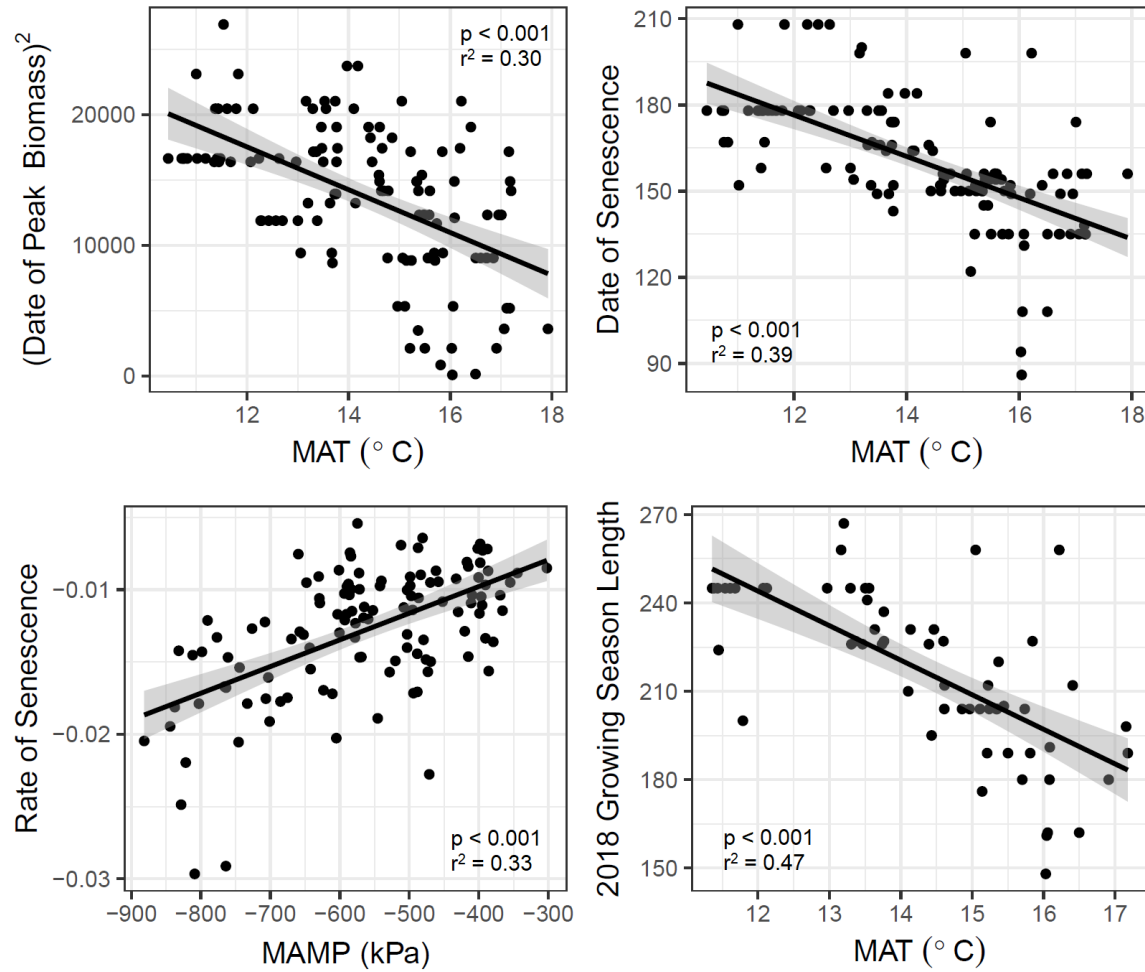 (Date of Peak Biomass)²
20000
10000
0
p < 0.001
r² = 0.30
12 14 16 18
MAT (° C)
Date of Senescence
210
180
150
120
90
p < 0.001
r² = 0.39
12 14 16 18
MAT (° C)
Rate of Senescence
−0.01
−0.02
−0.03
p < 0.001
r² = 0.33
−900 −800 −700 −600 −500 −400 −300
MAMP (kPa)
2018 Growing Season Length
270
240
210
180
150
p < 0.001
r² = 0.47
12 13 14 15 16 17
MAT (° C)